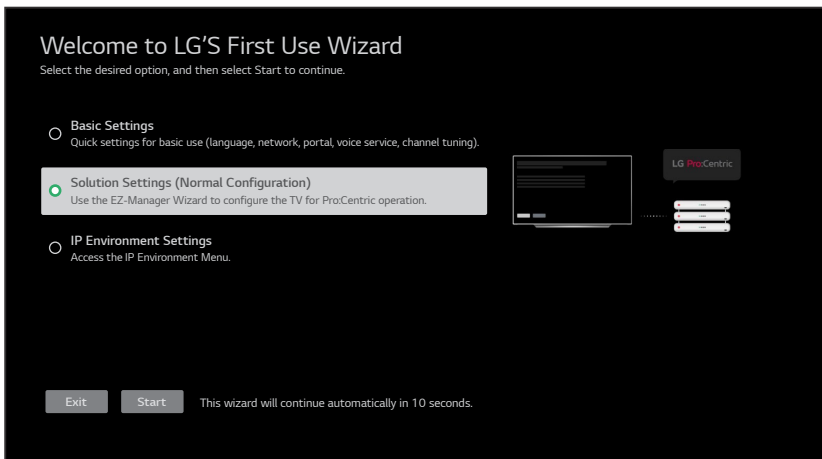 Welcome to LG'S First Use Wizard
Select the desired option, and then select Start to continue.
Basic Settings
Quick settings for basic use (language, network, portal, voice service, channel tuning).
Solution Settings (Normal Configuration)
Use the EZ-Manager Wizard to configure the TV for Pro:Centric operation.
LG Pro:Centric
IP Environment Settings
Access the IP Environment Menu.
Exit
Start
This wizard will continue automatically in 10 seconds.